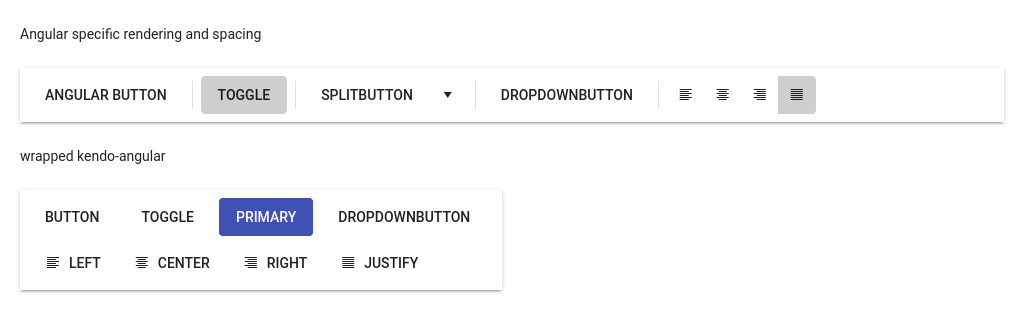 Angular specific rendering and spacing
ANGULAR BUTTON TOGGLE SPLITBUTTON DROPDOWNBUTTON
wrapped kendo-angular
BUTTON TOGGLE PRIMARY DROPDOWNBUTTON
LEFT CENTER RIGHT JUSTIFY